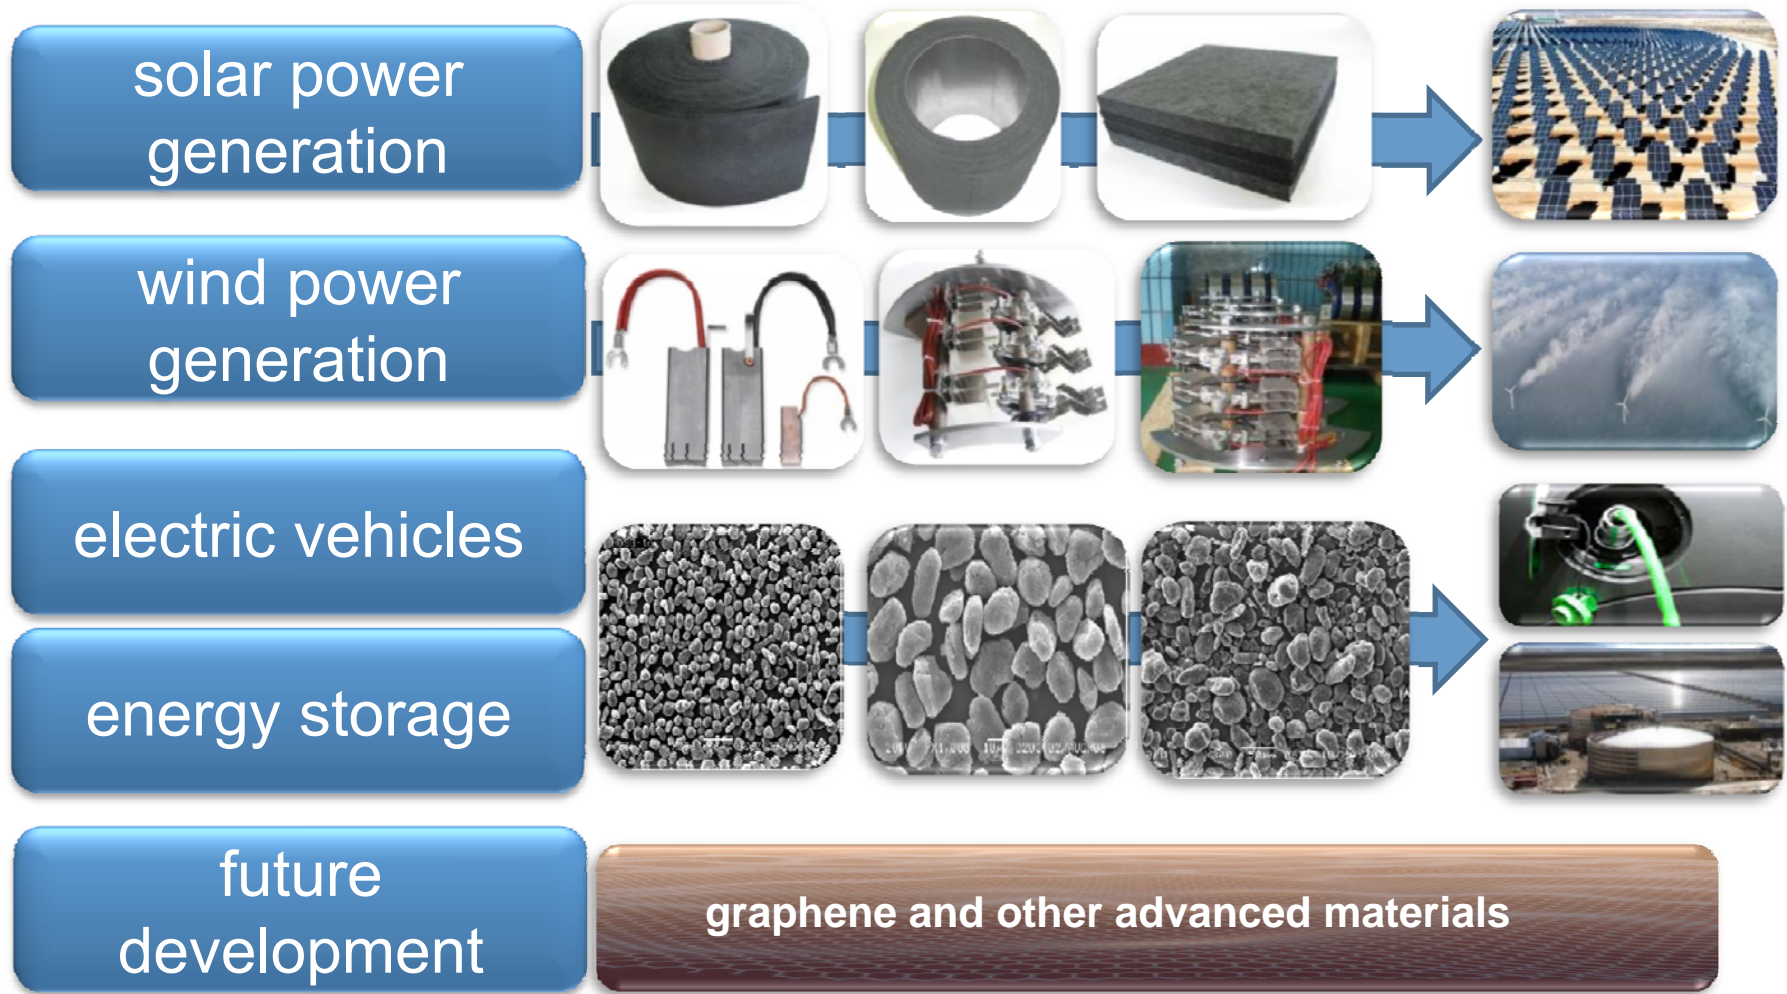 solar power
generation
wind power
generation
electric vehicles
energy storage
future
development
graphene and other advanced materials